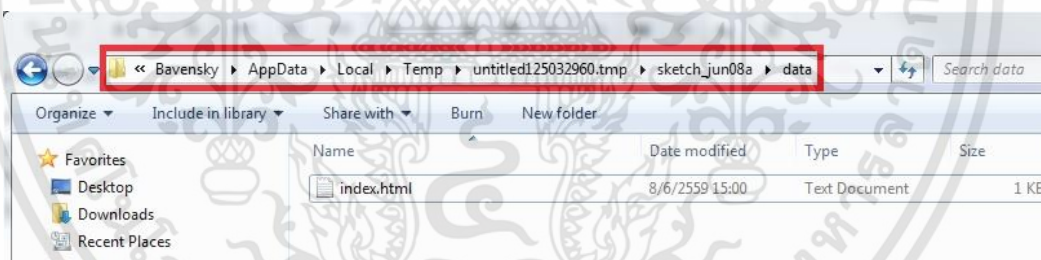 « Bavensky ▸ AppData ▸ Local ▸ Temp ▸ untitled125032960.tmp ▸ sketch_jun08a ▸ data Search data
Organize Include in library Share with Burn New folder
Favorites Name Date modified Type Size
Desktop index.html 8/6/2559 15:00 Text Document 1 KB
Downloads
Recent Places